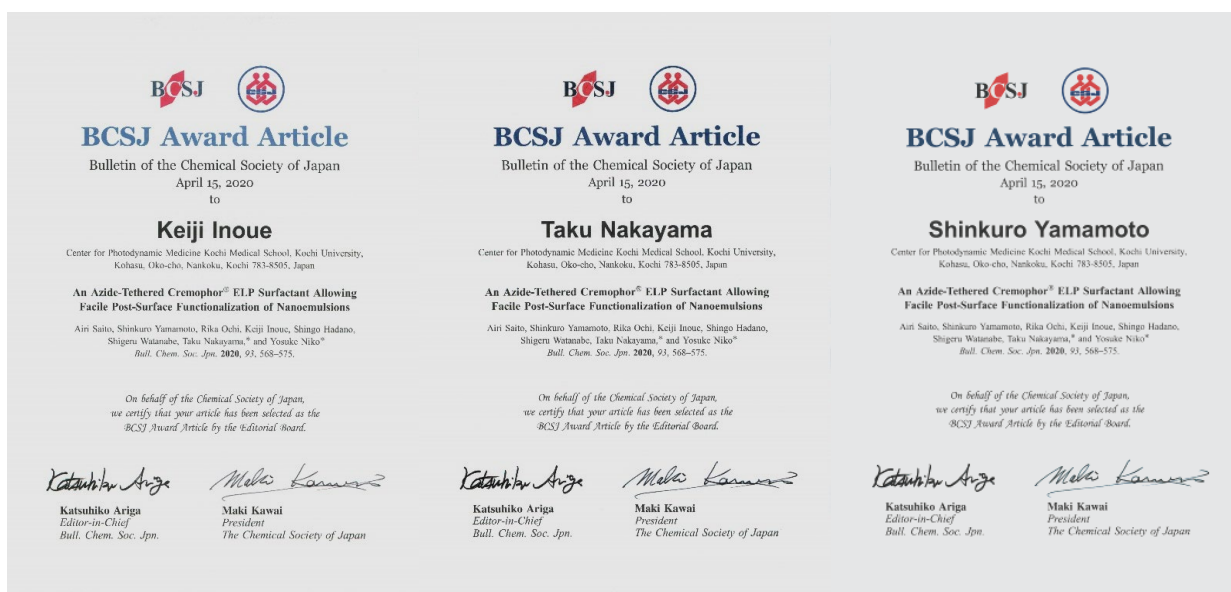 BCSJ
CSJ
BCSJ Award Article
Bulletin of the Chemical Society of Japan
April 15, 2020
to
Keiji Inoue
Center for Photodynamic Medicine Kochi Medical School, Kochi University,
Kohasu, Oko-cho, Nankoku, Kochi 783-8505, Japan
An Azide-Tethered Cremophor® ELP Surfactant Allowing
Facile Post-Surface Functionalization of Nanoemulsions
Airi Saito, Shinkuro Yamamoto, Rika Ochi, Keiji Inoue, Shingo Hadano,
Shigeru Watanabe, Taku Nakayama,* and Yosuke Niko*
Bull. Chem. Soc. Jpn. 2020, 93, 568–575.
On behalf of the Chemical Society of Japan,
we certify that your article has been selected as the
BCSJ Award Article by the Editorial Board.
Katsuhiko Ariga
Katsuhiko Ariga
Editor-in-Chief
Bull. Chem. Soc. Jpn.
Maki Kawai
Maki Kawai
President
The Chemical Society of Japan
BCSJ
CSJ
BCSJ Award Article
Bulletin of the Chemical Society of Japan
April 15, 2020
to
Taku Nakayama
Center for Photodynamic Medicine Kochi Medical School, Kochi University,
Kohasu, Oko-cho, Nankoku, Kochi 783-8505, Japan
An Azide-Tethered Cremophor® ELP Surfactant Allowing
Facile Post-Surface Functionalization of Nanoemulsions
Airi Saito, Shinkuro Yamamoto, Rika Ochi, Keiji Inoue, Shingo Hadano,
Shigeru Watanabe, Taku Nakayama,* and Yosuke Niko*
Bull. Chem. Soc. Jpn. 2020, 93, 568–575.
On behalf of the Chemical Society of Japan,
we certify that your article has been selected as the
BCSJ Award Article by the Editorial Board.
Katsuhiko Ariga
Katsuhiko Ariga
Editor-in-Chief
Bull. Chem. Soc. Jpn.
Maki Kawai
Maki Kawai
President
The Chemical Society of Japan
BCSJ
CSJ
BCSJ Award Article
Bulletin of the Chemical Society of Japan
April 15, 2020
to
Shinkuro Yamamoto
Center for Photodynamic Medicine Kochi Medical School, Kochi University,
Kohasu, Oko-cho, Nankoku, Kochi 783-8505, Japan
An Azide-Tethered Cremophor® ELP Surfactant Allowing
Facile Post-Surface Functionalization of Nanoemulsions
Airi Saito, Shinkuro Yamamoto, Rika Ochi, Keiji Inoue, Shingo Hadano,
Shigeru Watanabe, Taku Nakayama,* and Yosuke Niko*
Bull. Chem. Soc. Jpn. 2020, 93, 568–575.
On behalf of the Chemical Society of Japan,
we certify that your article has been selected as the
BCSJ Award Article by the Editorial Board.
Katsuhiko Ariga
Katsuhiko Ariga
Editor-in-Chief
Bull. Chem. Soc. Jpn.
Maki Kawai
Maki Kawai
President
The Chemical Society of Japan